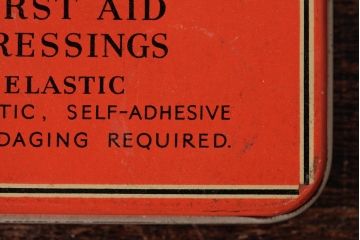 RST AID
RESSINGS
ELASTIC
TIC, SELF-ADHESIVE
DAGING REQUIRED.